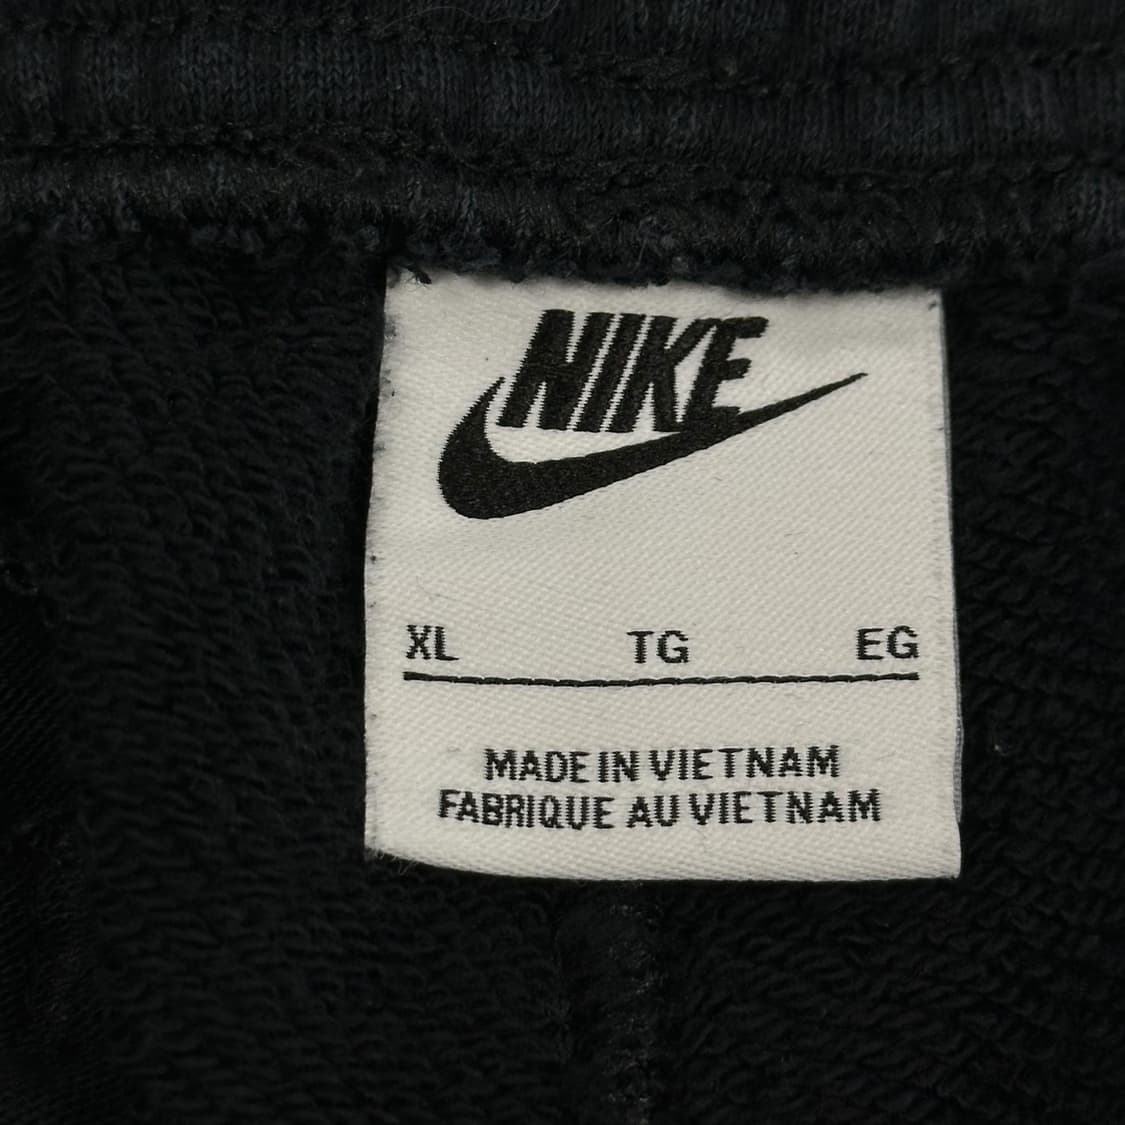 NIKE
XL TG EG
MADE IN VIETNAM
FABRIQUE AU VIETNAM